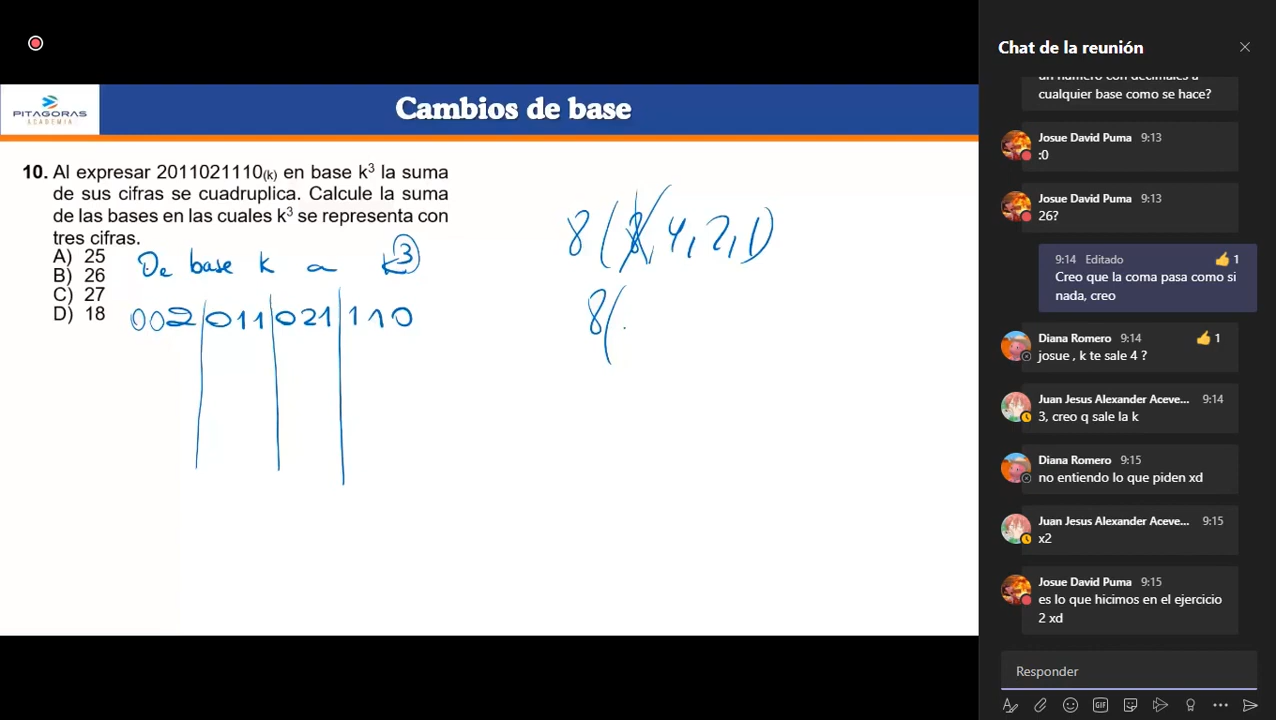 Cambios de base
PITAGORAS
ACADEMIA
10. Al expresar 2011021110(k) en base k³ la suma
de sus cifras se cuadruplica. Calcule la suma
de las bases en las cuales k³ se representa con
tres cifras.
A) 25
B) 26
C) 27
D) 18
De base k a k³
002 | 011 | 021 | 110
8 ( 8, 4, 2, 1)
8(
Chat de la reunión
un número con decimales a
cualquier base como se hace?
Josue David Puma 9:13
:0
Josue David Puma 9:13
26?
9:14 Editado 1
Creo que la coma pasa como si
nada, creo
Diana Romero 9:14 1
josue , k te sale 4 ?
Juan Jesus Alexander Aceve... 9:14
3, creo q sale la k
Diana Romero 9:15
no entiendo lo que piden xd
Juan Jesus Alexander Aceve... 9:15
x2
Josue David Puma 9:15
es lo que hicimos en el ejercicio
2 xd
Responder
GIF